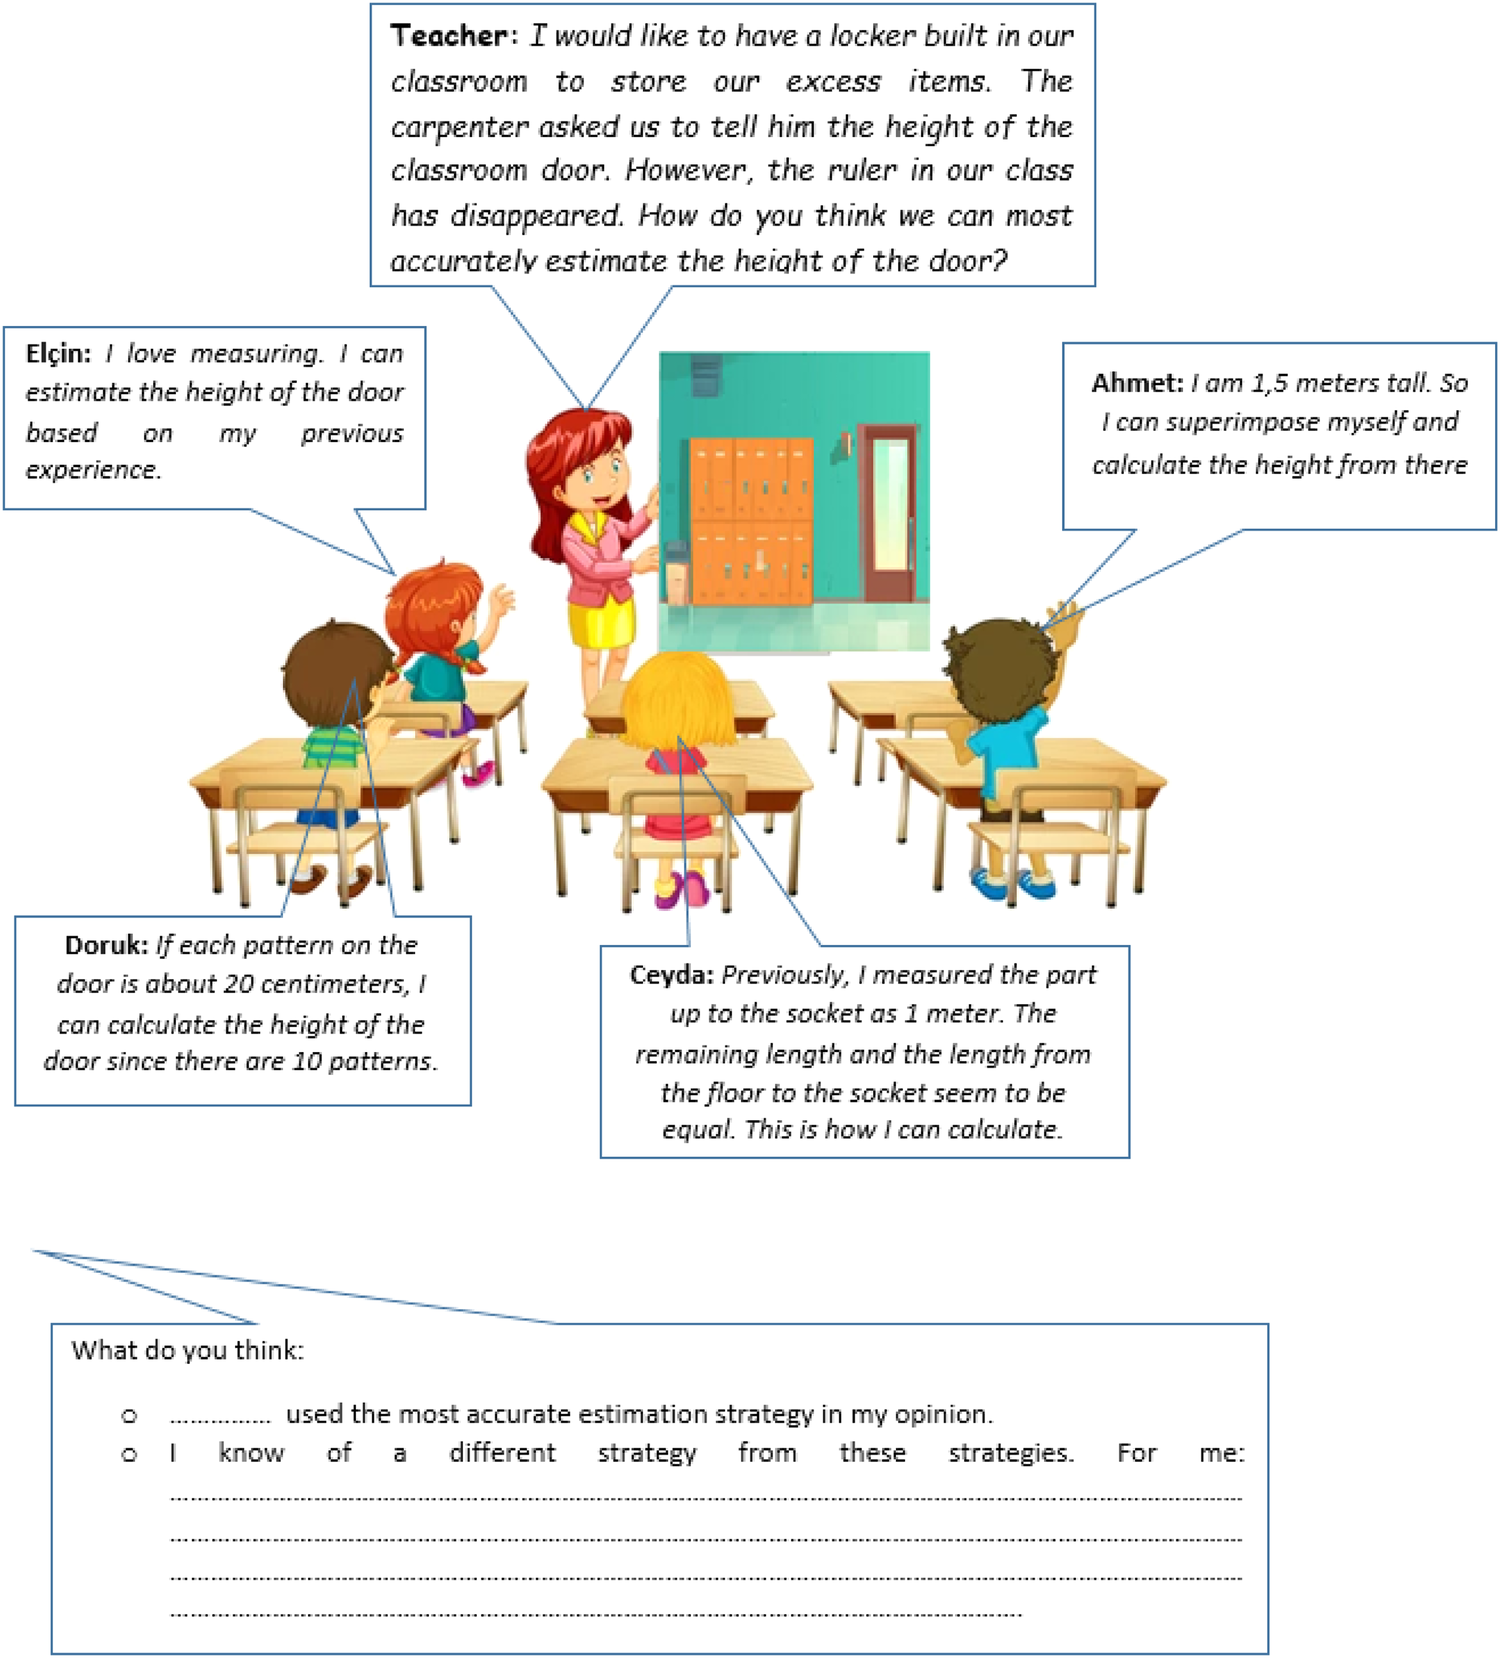 Teacher: I would like to have a locker built in our
classroom to store our excess items. The
carpenter asked us to tell him the height of the
classroom door. However, the ruler in our class
has disappeared. How do you think we can most
accurately estimate the height of the door?
Elçin: I love measuring. I can
estimate the height of the door
based on my previous
experience.
Ahmet: I am 1,5 meters tall. So
I can superimpose myself and
calculate the height from there
Doruk: If each pattern on the
door is about 20 centimeters, I
can calculate the height of the
door since there are 10 patterns.
Ceyda: Previously, I measured the part
up to the socket as 1 meter. The
remaining length and the length from
the floor to the socket seem to be
equal. This is how I can calculate.
What do you think:
o …………… used the most accurate estimation strategy in my opinion.
o I know of a different strategy from these strategies. For me: